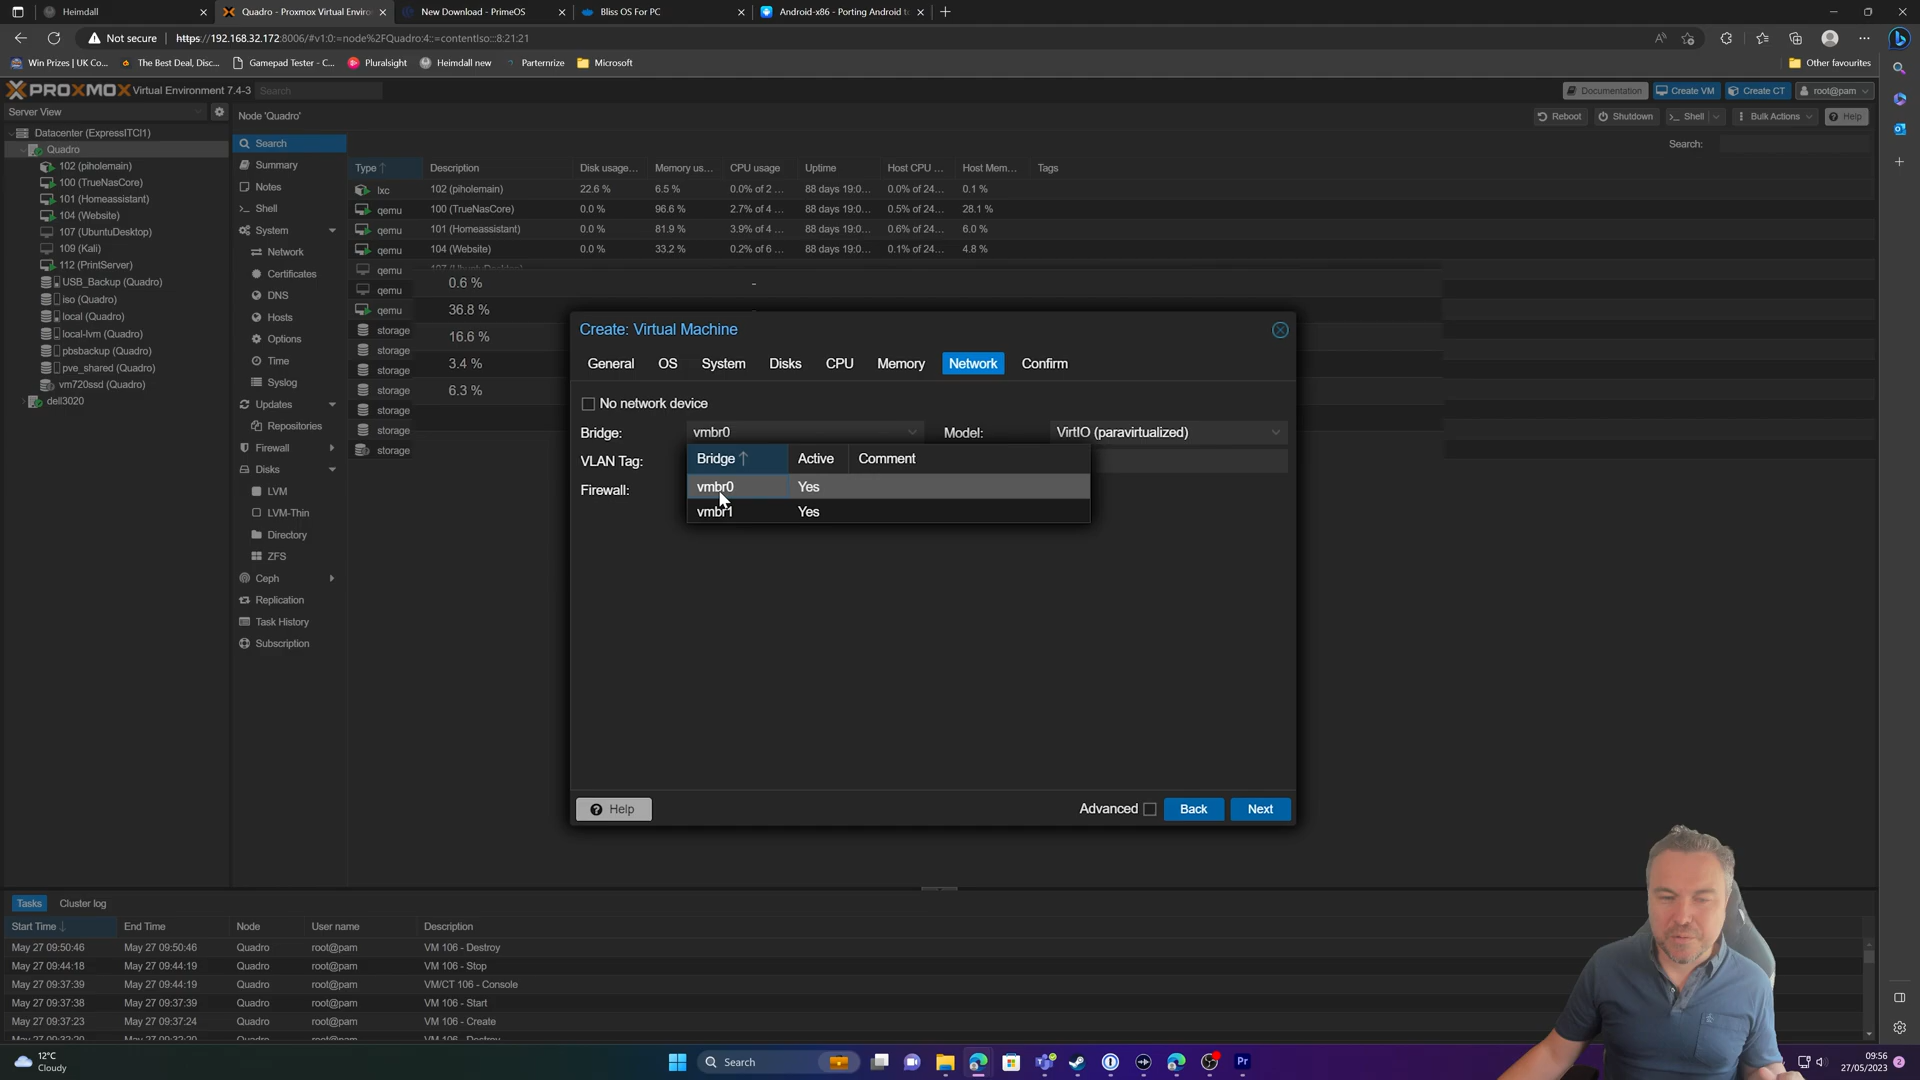 Heimdall
Quadro - Proxmox Virtual Enviro
New Download - PrimeOS
Bliss OS For PC
Android-x86 - Porting Android t
Not secure
https://192.168.32.172:8006/#v1:0:=node%2FQuadro:4::=contentIso:::8:21:21
Win Prizes | UK Co...
The Best Deal, Disc...
Gamepad Tester - C...
Pluralsight
Heimdall new
Parternrize
Microsoft
Other favourites
PROXMOX Virtual Environment 7.4-3
Search
Documentation
Create VM
Create CT
root@pam
Server View
Node 'Quadro'
Reboot
Shutdown
Shell
Bulk Actions
Help
Datacenter (ExpressITCl1)
Quadro
102 (piholemain)
100 (TrueNasCore)
101 (Homeassistant)
104 (Website)
107 (UbuntuDesktop)
109 (Kali)
112 (PrintServer)
USB_Backup (Quadro)
iso (Quadro)
local (Quadro)
local-lvm (Quadro)
pbsbackup (Quadro)
pve_shared (Quadro)
vm720ssd (Quadro)
dell3020
Search
Summary
Notes
Shell
System
Network
Certificates
DNS
Hosts
Options
Time
Syslog
Updates
Repositories
Firewall
Disks
LVM
LVM-Thin
Directory
ZFS
Ceph
Replication
Task History
Subscription
Search:
Type Description Disk usage... Memory us... CPU usage Uptime Host CPU ... Host Mem... Tags
lxc 102 (piholemain) 22.6 % 6.5 % 0.0% of 2 ... 88 days 19:0... 0.0% of 24... 0.1 %
qemu 100 (TrueNasCore) 0.0 % 96.6 % 2.7% of 4 ... 88 days 19:0... 0.5% of 24... 28.1 %
qemu 101 (Homeassistant) 0.0 % 81.9 % 3.9% of 4 ... 88 days 19:0... 0.6% of 24... 6.0 %
qemu 104 (Website) 0.0 % 33.2 % 0.2% of 6 ... 88 days 19:0... 0.1% of 24... 4.8 %
qemu
qemu
qemu
storage
storage
storage
storage
storage
storage
storage
0.6 % -
36.8 %
16.6 %
3.4 %
6.3 %
Create: Virtual Machine
General OS System Disks CPU Memory Network Confirm
No network device
Bridge: vmbr0
Model: VirtIO (paravirtualized)
VLAN Tag:
Firewall:
Bridge Active Comment
vmbr0 Yes
vmbr1 Yes
Help
Advanced
Back
Next
Tasks Cluster log
Start Time End Time Node User name Description
May 27 09:50:46 May 27 09:50:46 Quadro root@pam VM 106 - Destroy
May 27 09:44:18 May 27 09:44:19 Quadro root@pam VM 106 - Stop
May 27 09:37:39 May 27 09:44:19 Quadro root@pam VM/CT 106 - Console
May 27 09:37:38 May 27 09:37:39 Quadro root@pam VM 106 - Start
May 27 09:37:23 May 27 09:37:24 Quadro root@pam VM 106 - Create
12°C
Cloudy
Search
09:56
27/05/2023
2